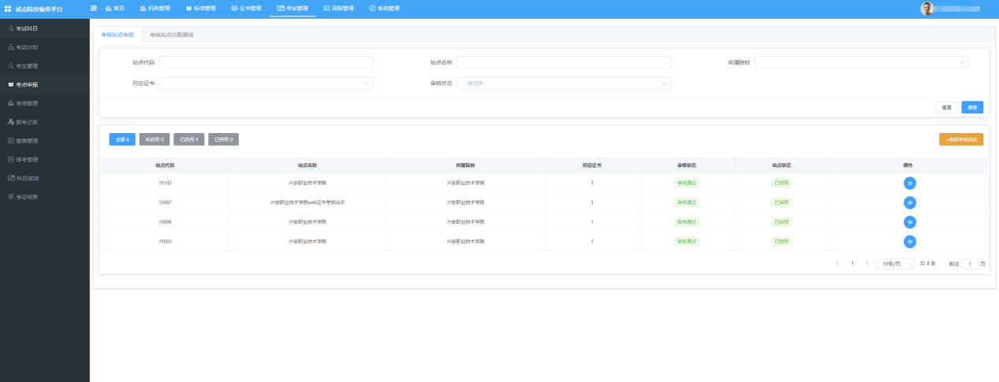 试点院校业务平台 首页 机构管理 标准管理 证书管理 考试管理 周报管理 系统管理
考试科目
考试计划
考生管理
考点申报
考场管理
报考记录
缴费管理
排考管理
科目成绩
考证结果
考核站点申报 考核站点分配查询
站点代码 站点名称 所属院校
对应证书 审核状态 --请选择--
重置 搜索
全部 4 未启用 0 已启用 4 已停用 0 +申报考核站点
站点代码 站点名称 所属院校 对应证书 审核状态 站点状态 操作
15102 兴安职业技术学院 兴安职业技术学院 3 审核通过 已启用
15007 兴安职业技术学院web证书考核站点 兴安职业技术学院 3 审核通过 已启用
15006 兴安职业技术学院 兴安职业技术学院 1 审核通过 已启用
15003 兴安职业技术学院 兴安职业技术学院 3 审核通过 已启用
1 10条/页 共 4 条 前往 1 页